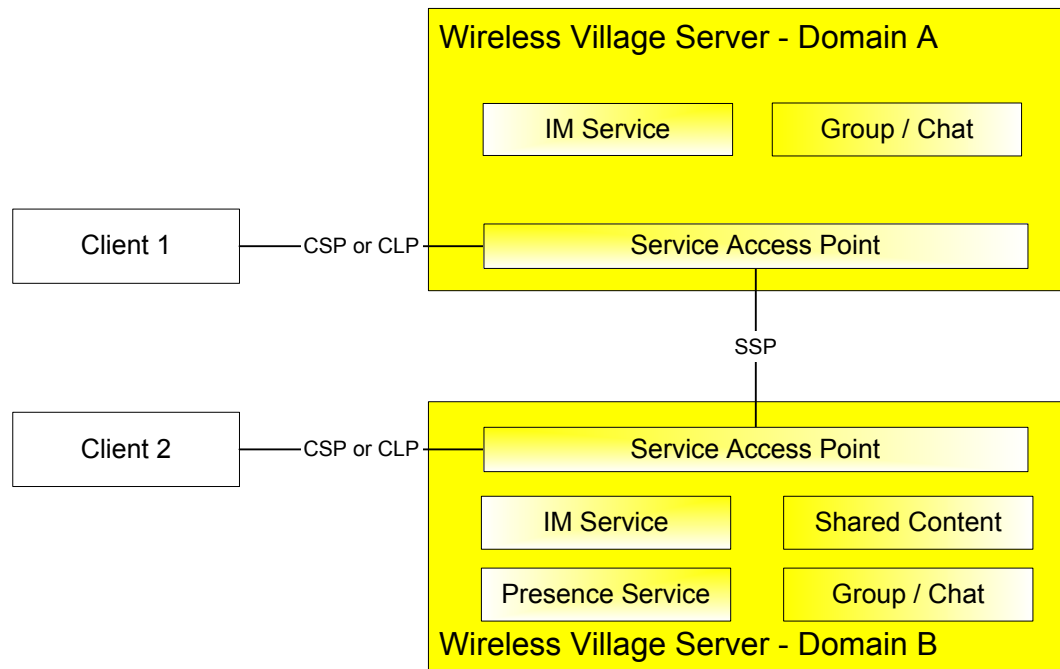 Wireless Village Server - Domain A
IM Service
Group / Chat
Client 1
CSP or CLP
Service Access Point
SSP
Client 2
CSP or CLP
Service Access Point
IM Service
Shared Content
Presence Service
Group / Chat
Wireless Village Server - Domain B